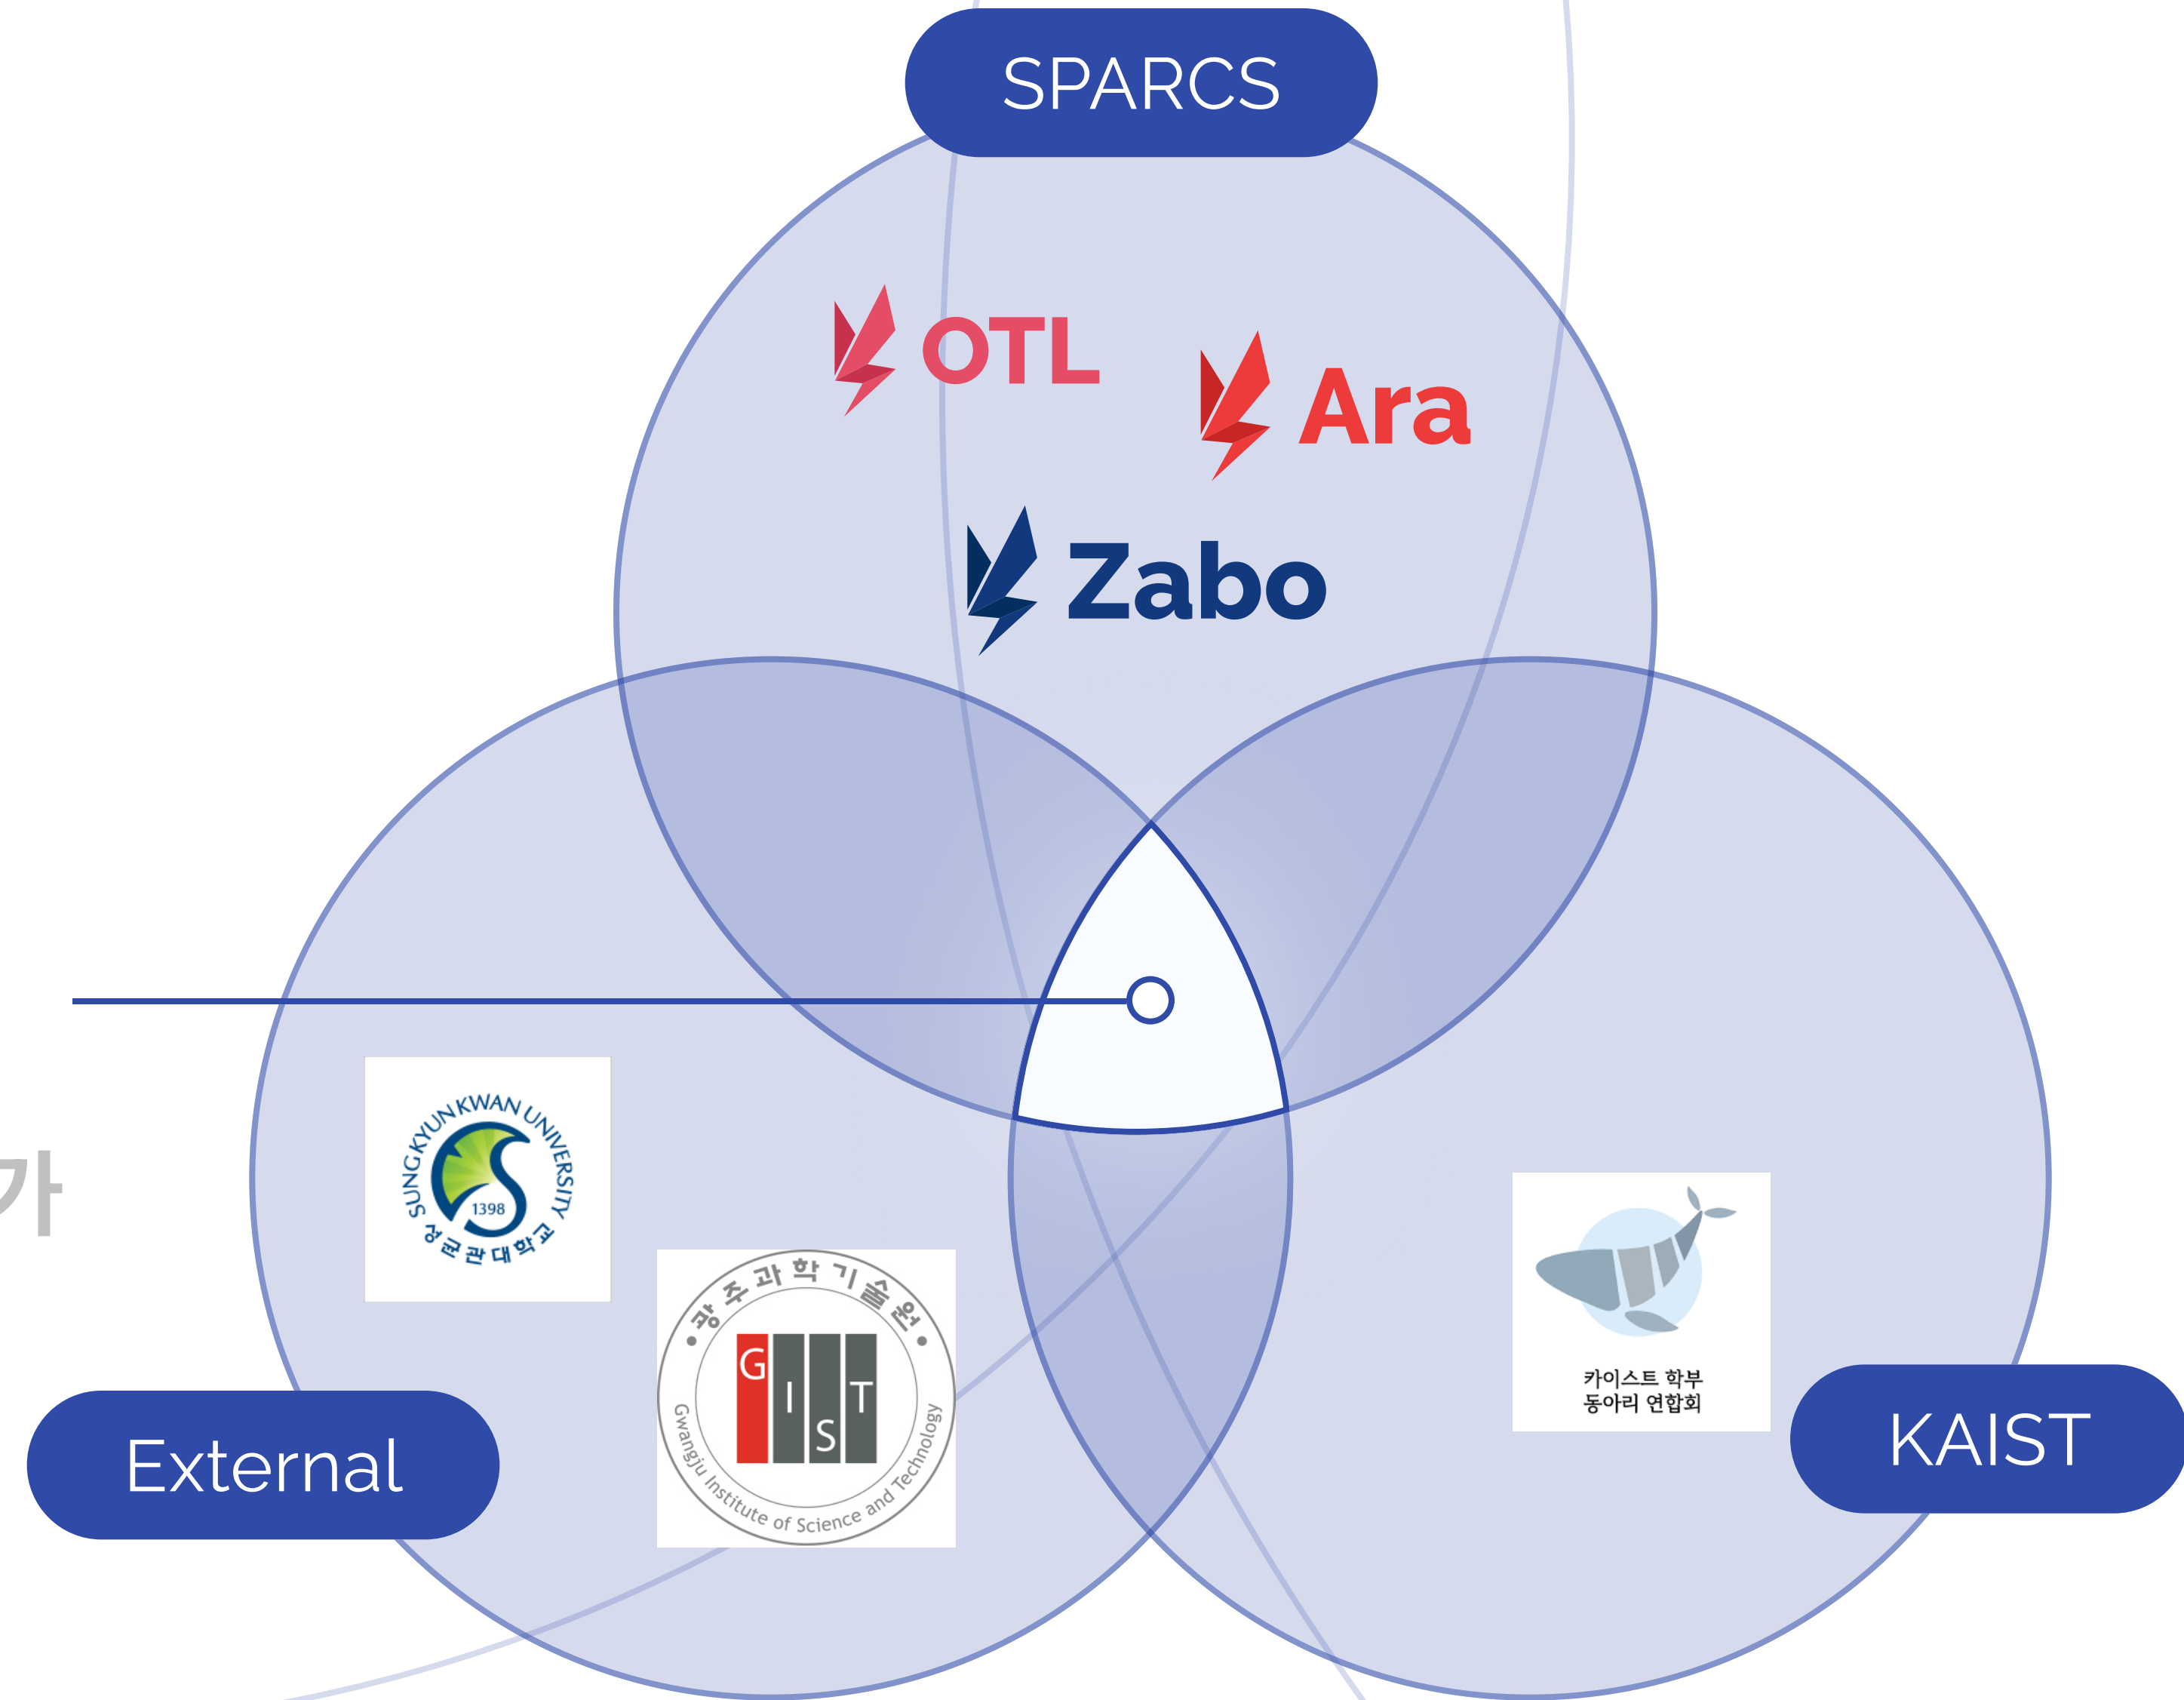 SPARCS
OTL
Ara
Zabo
SUNGKYUNKWAN UNIVERSITY
1398
성균관대학교
광주과학기술원
G I S T
Gwangju Institute of Science and Technology
카이스트 학부
동아리 연합회
External
KAIST